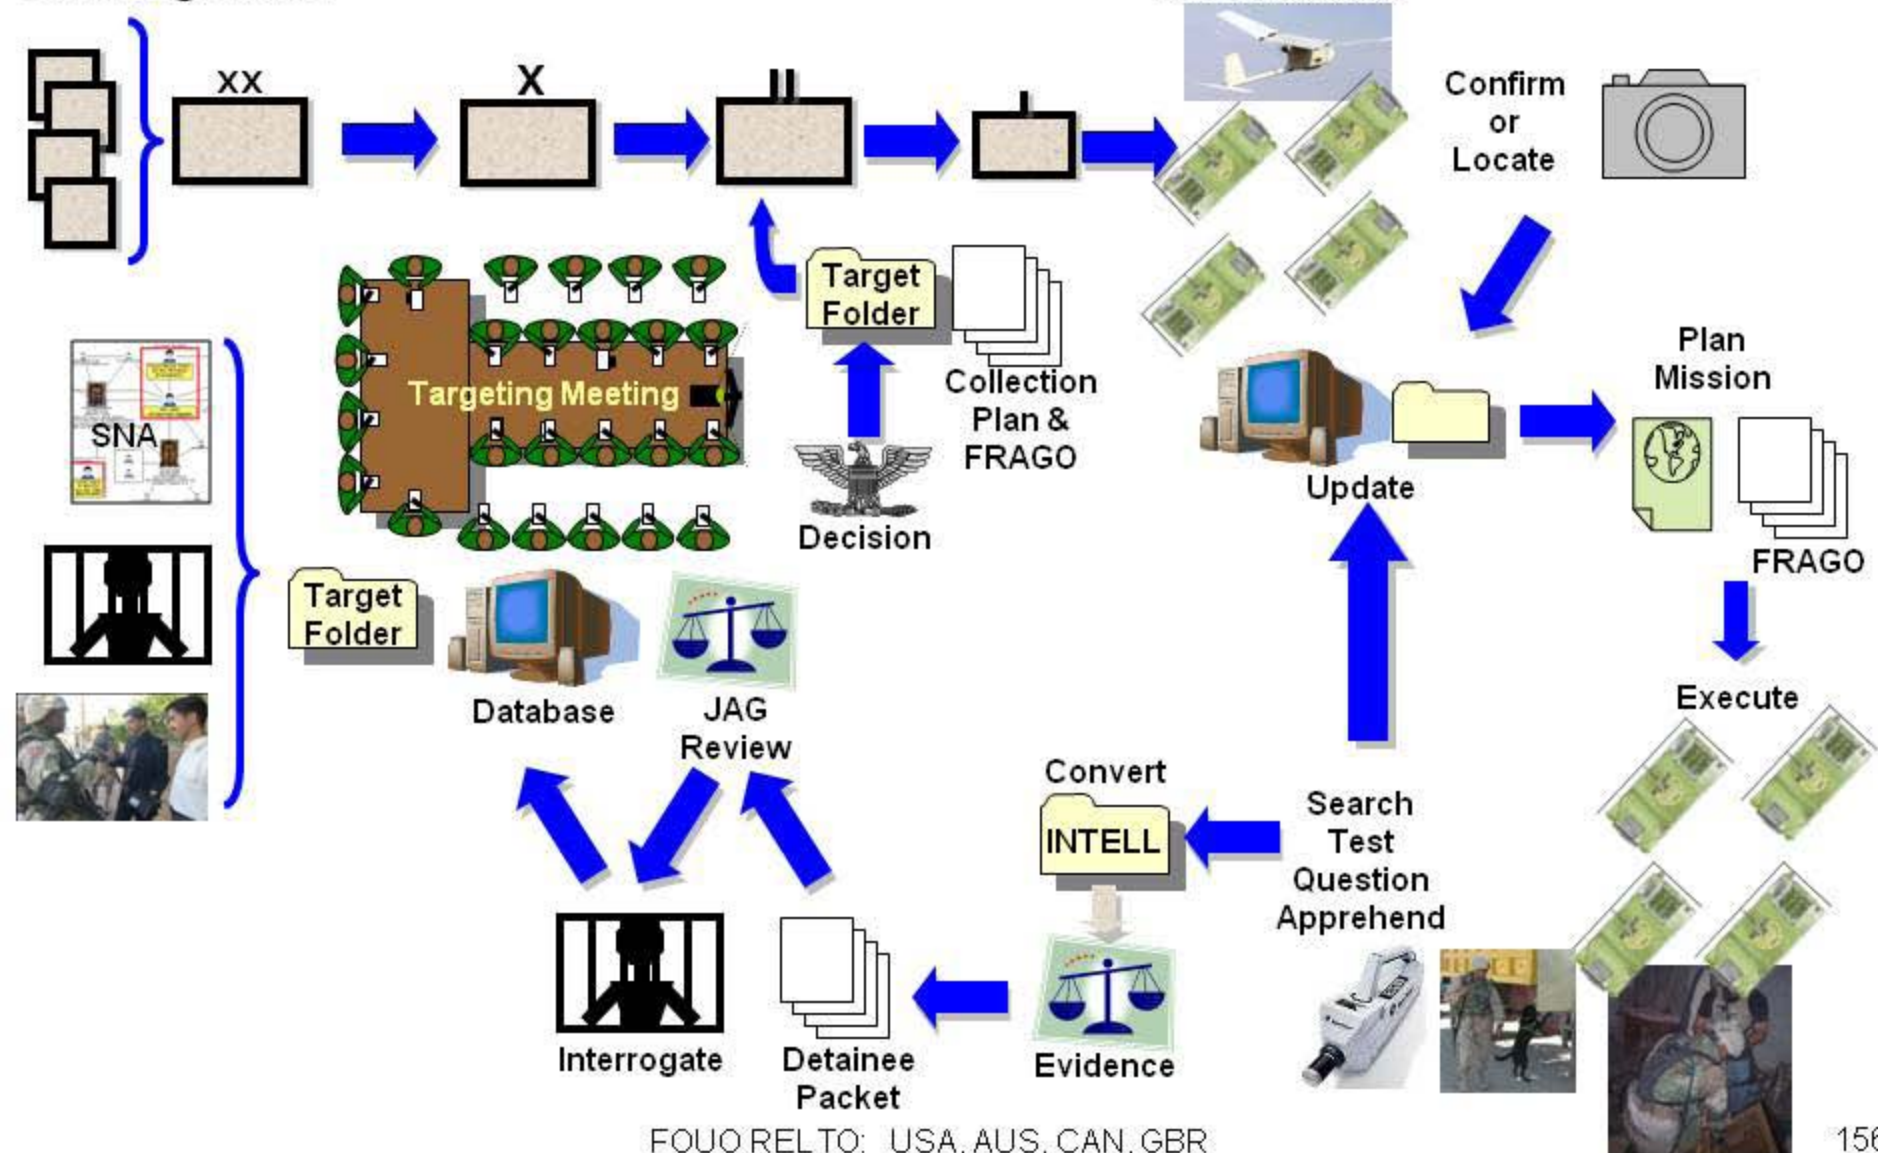 XX
X
II
I
Confirm
or
Locate
Target
Folder
Collection
Plan &
FRAGO
Targeting Meeting
SNA
Decision
Update
Plan
Mission
FRAGO
Target
Folder
Database
JAG
Review
Execute
Convert
INTELL
Search
Test
Question
Apprehend
Interrogate
Detainee
Packet
Evidence
FOUO REL TO: USA, AUS, CAN, GBR
156